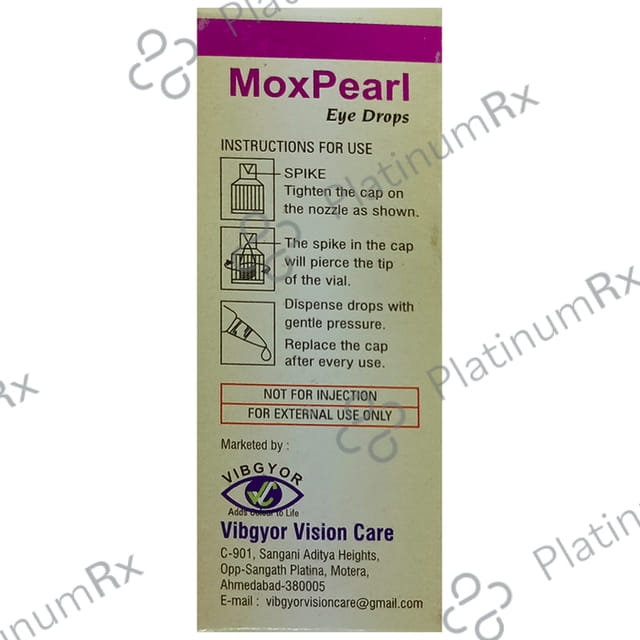 MoxPearl
Eye Drops
INSTRUCTIONS FOR USE
SPIKE
Tighten the cap on
the nozzle as shown.
The spike in the cap
will pierce the tip
of the vial.
Dispense drops with
gentle pressure.
Replace the cap
after every use.
NOT FOR INJECTION
FOR EXTERNAL USE ONLY
Marketed by :
VIBGYOR
VC
Adds Colour to Life
Vibgyor Vision Care
C-901, Sangani Aditya Heights,
Opp-Sangath Platina, Motera,
Ahmedabad-380005
E-mail : vibgyorvisioncare@gmail.com
PlatinumRx
PlatinumRx
PlatinumRx
PlatinumRx
Rx